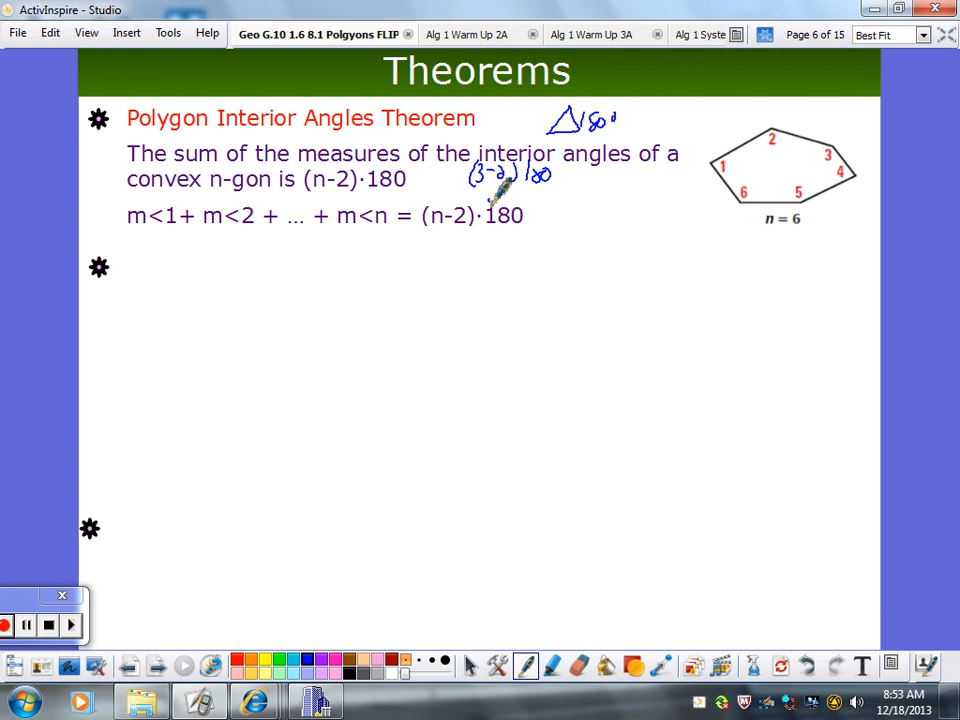 ActivInspire - Studio
File Edit View Insert Tools Help
Geo G.10 1.6 8.1 Polgyons FLIP
Alg 1 Warm Up 2A
Alg 1 Warm Up 3A
Alg 1 Syste
Page 6 of 15
Best Fit
Theorems
Polygon Interior Angles Theorem
180°
The sum of the measures of the interior angles of a
convex n-gon is (n-2)·180
(3-2)180
m<1+ m<2 + ... + m<n = (n-2)·180
1 2 3 4 5 6
n = 6
8:53 AM
12/18/2013